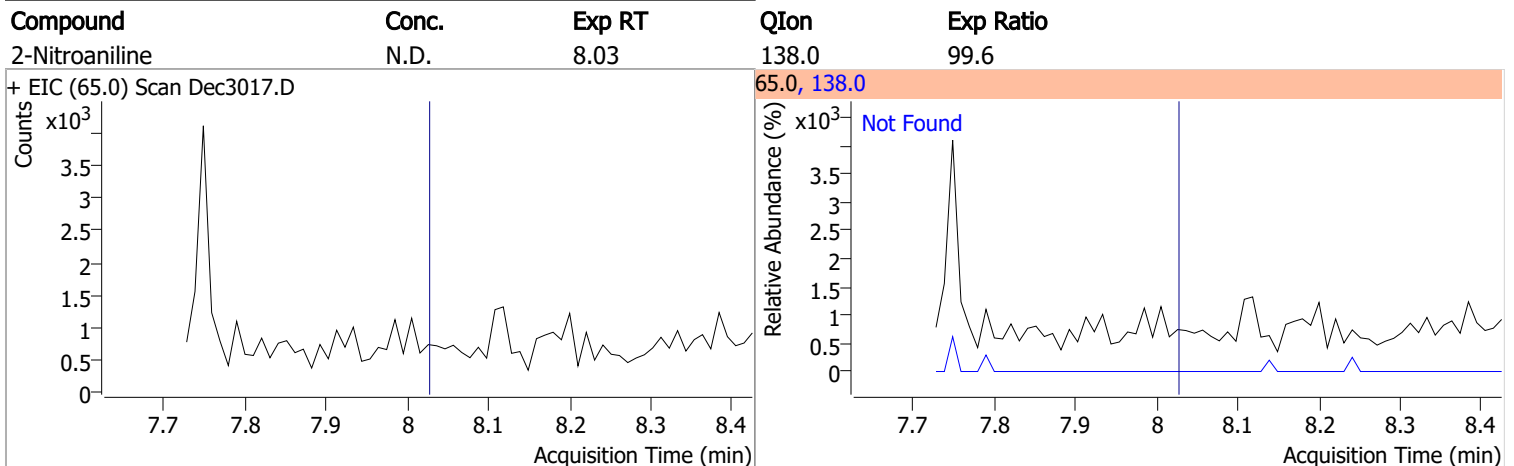 Compound Conc. Exp RT QIon Exp Ratio
2-Nitroaniline N.D. 8.03 138.0 99.6
+ EIC (65.0) Scan Dec3017.D
Counts
x10³
3.5
3
2.5
2
1.5
1
0.5
0
7.7 7.8 7.9 8 8.1 8.2 8.3 8.4
Acquisition Time (min)
65.0, 138.0
Relative Abundance (%)
x10³
Not Found
3.5
3
2.5
2
1.5
1
0.5
0
7.7 7.8 7.9 8 8.1 8.2 8.3 8.4
Acquisition Time (min)